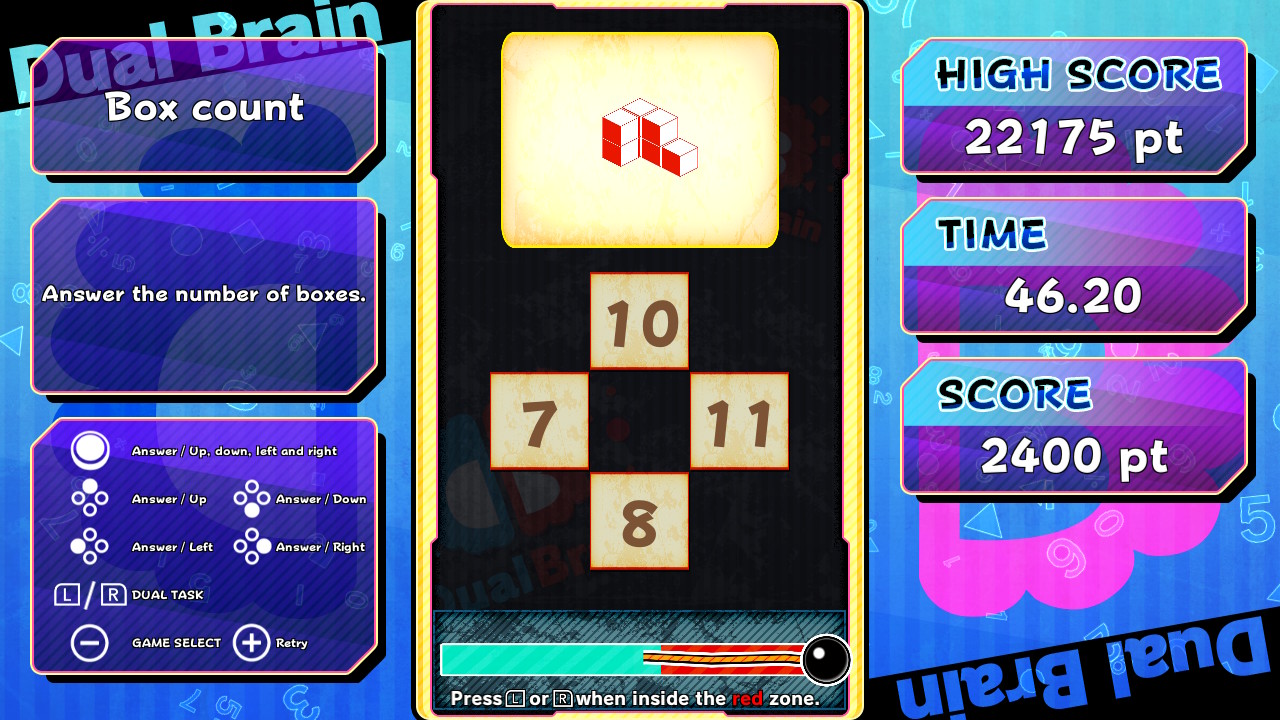 Dual Brain
Box count
Answer the number of boxes.
Answer / Up, down, left and right
Answer / Up
Answer / Down
Answer / Left
Answer / Right
L / R DUAL TASK
GAME SELECT
Retry
10
7
11
8
Press L or R when inside the red zone.
HIGH SCORE
22175 pt
TIME
46.20
SCORE
2400 pt
Dual Brain
Dual Brain